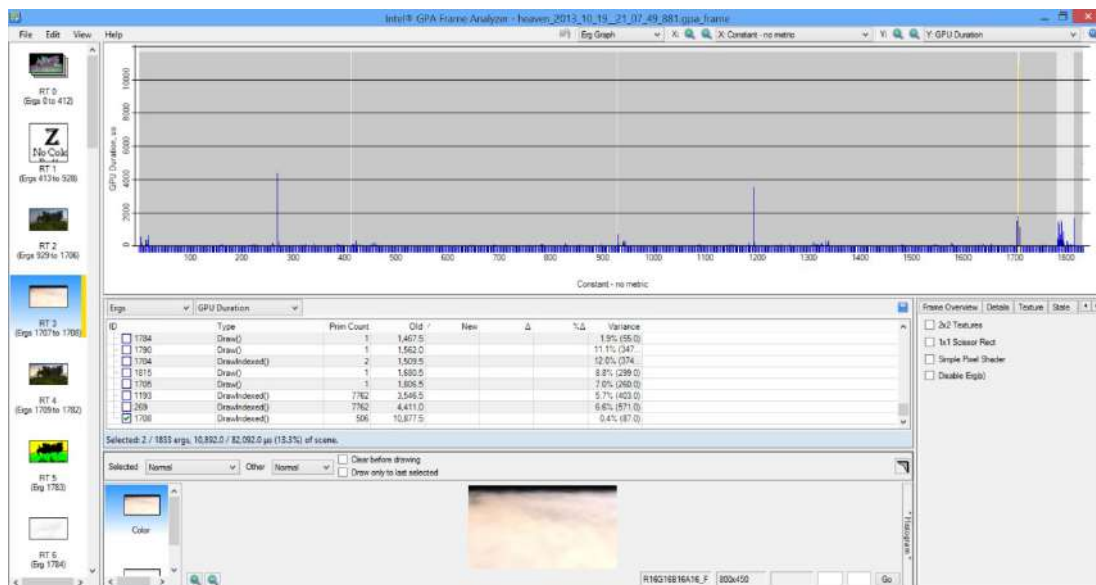 Intel® GPA Frame Analyzer - heaven_2013_10_19__21_07_49_881.gpa_frame
File Edit View Help
Erg Graph X: X: Constant - no metric Y: Y: GPU Duration
RT 0
(Ergs 0 to 412)
Z
No Colo
RT 1
(Ergs 413 to 928)
RT 2
(Ergs 929 to 1706)
RT 3
(Ergs 1707 to 1708)
RT 4
(Ergs 1709 to 1782)
RT 5
(Erg 1783)
RT 6
(Erg 1784)
GPU Duration, us
10000
8000
6000
4000
2000
0
100 200 300 400 500 600 700 800 900 1000 1100 1200 1300 1400 1500 1600 1700 1800
Constant - no metric
Ergs GPU Duration
ID Type Prim Count Old / New Δ %Δ Variance
1784 Draw() 1 1,467.5 1.9% (55.0)
1790 Draw() 1 1,562.0 11.1% (347...
1704 DrawIndexed() 2 1,509.5 12.0% (374...
1815 Draw() 1 1,680.5 8.8% (299.0)
1705 Draw() 1 1,806.5 7.0% (260.0)
1193 DrawIndexed() 7762 3,546.5 5.7% (403.0)
269 DrawIndexed() 7762 4,411.0 6.6% (571.0)
1708 DrawIndexed() 506 10,877.5 0.4% (87.0)
Selected: 2 / 1833 ergs, 10,892.0 / 82,092.0 µs (13.3%) of scene.
Frame Overview Details Texture State
2x2 Textures
1x1 Scissor Rect
Simple Pixel Shader
Disable Erg(s)
Selected Normal Other Normal
Clear before drawing
Draw only to last selected
Color
Histogram
R16G16B16A16_F 800x450 Go